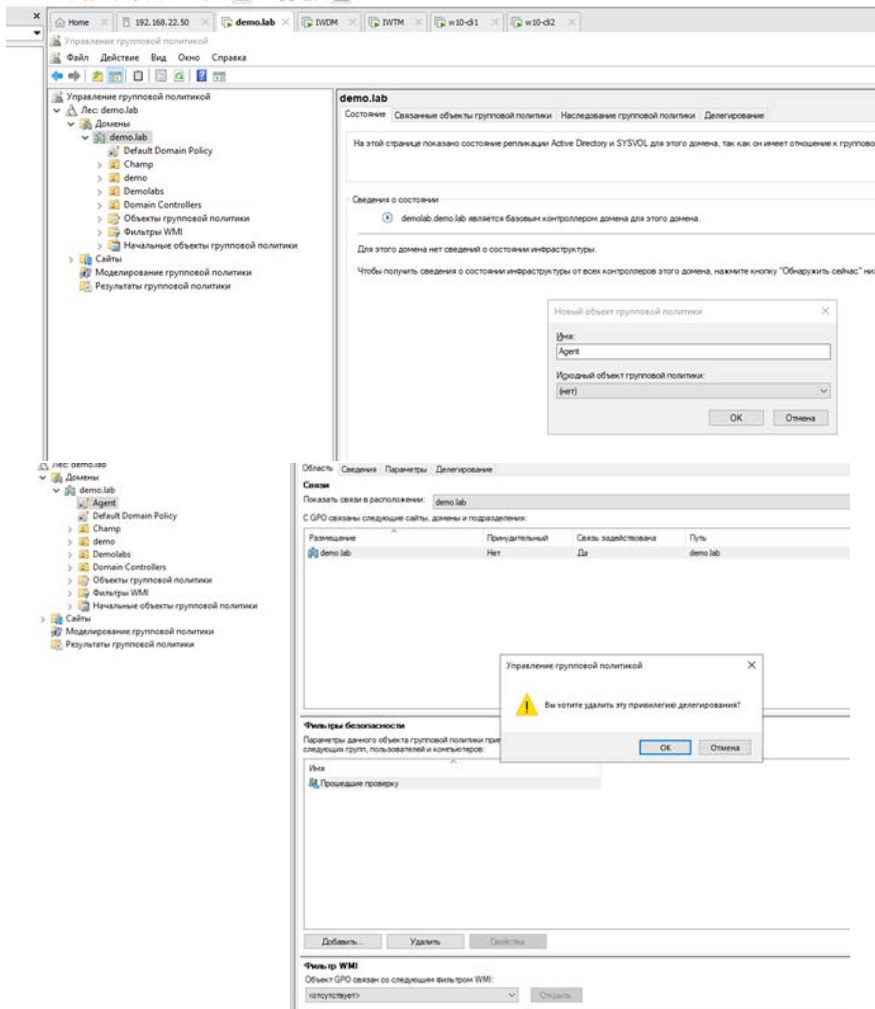 Home
192.168.22.50
demo.lab
IWDM
IWTM
w10-cli1
w10-cli2
Управление групповой политикой
Файл Действие Вид Окно Справка
Управление групповой политикой
Лес: demo.lab
Домены
demo.lab
Default Domain Policy
Champ
demo
Demolabs
Domain Controllers
Объекты групповой политики
Фильтры WMI
Начальные объекты групповой политики
Сайты
Моделирование групповой политики
Результаты групповой политики
demo.lab
Состояние Связанные объекты групповой политики Наследование групповой политики Делегирование
На этой странице показано состояние репликации Active Directory и SYSVOL для этого домена, так как он имеет отношение к группово
Сведения о состоянии
demolab.demo.lab является базовым контроллером домена для этого домена.
Для этого домена нет сведений о состоянии инфраструктуры.
Чтобы получить сведения о состоянии инфраструктуры от всех контроллеров этого домена, нажмите кнопку "Обнаружить сейчас"
Новый объект групповой политики
Имя:
Agent
Исходный объект групповой политики:
(нет)
OK Отмена
Лес: demo.lab
Домены
demo.lab
Agent
Default Domain Policy
Champ
demo
Demolabs
Domain Controllers
Объекты групповой политики
Фильтры WMI
Начальные объекты групповой политики
Сайты
Моделирование групповой политики
Результаты групповой политики
Область Сведения Параметры Делегирование
Связи
Показать связи в расположении: demo.lab
С GPO связаны следующие сайты, домены и подразделения:
Размещение Принудительный Связь задействована Путь
demo.lab Нет Да demo.lab
Управление групповой политикой
Вы хотите удалить эту привилегию делегирования?
OK Отмена
Фильтры безопасности
Параметры данного объекта групповой политики при
следующих групп, пользователей и компьютеров:
Имя
Прошедшие проверку
Добавить... Удалить Свойства
Фильтр WMI
Объект GPO связан со следующим фильтром WMI:
<отсутствует> Открыть